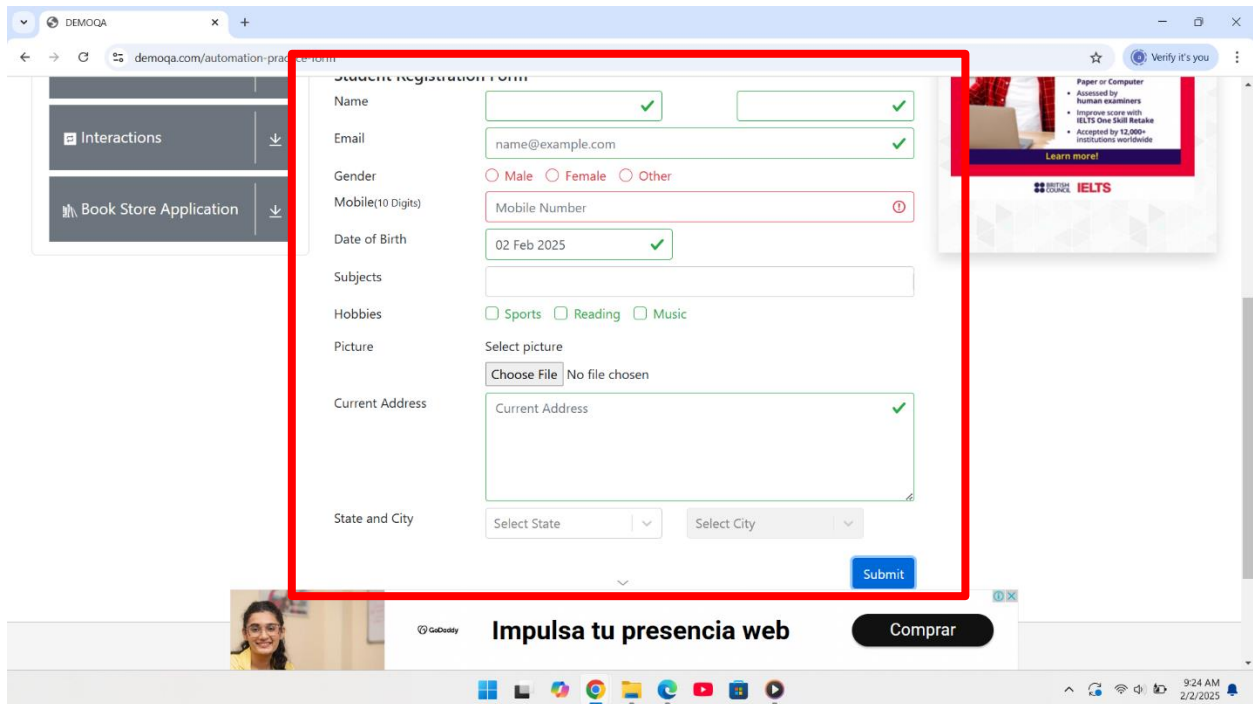 DEMOQA
demoqa.com/automation-practice-form
Verify it's you
Interactions
Book Store Application
Student Registration Form
Name
Email
name@example.com
Gender
Male Female Other
Mobile(10 Digits)
Mobile Number
Date of Birth
02 Feb 2025
Subjects
Hobbies
Sports Reading Music
Picture
Select picture
Choose File No file chosen
Current Address
Current Address
State and City
Select State
Select City
Submit
Paper or Computer
Assessed by
human examiners
Improve score with
IELTS One Skill Retake
Accepted by 12,000+
institutions worldwide
Learn more!
BRITISH
COUNCIL
IELTS
GoDaddy
Impulsa tu presencia web
Comprar
9:24 AM
2/2/2025